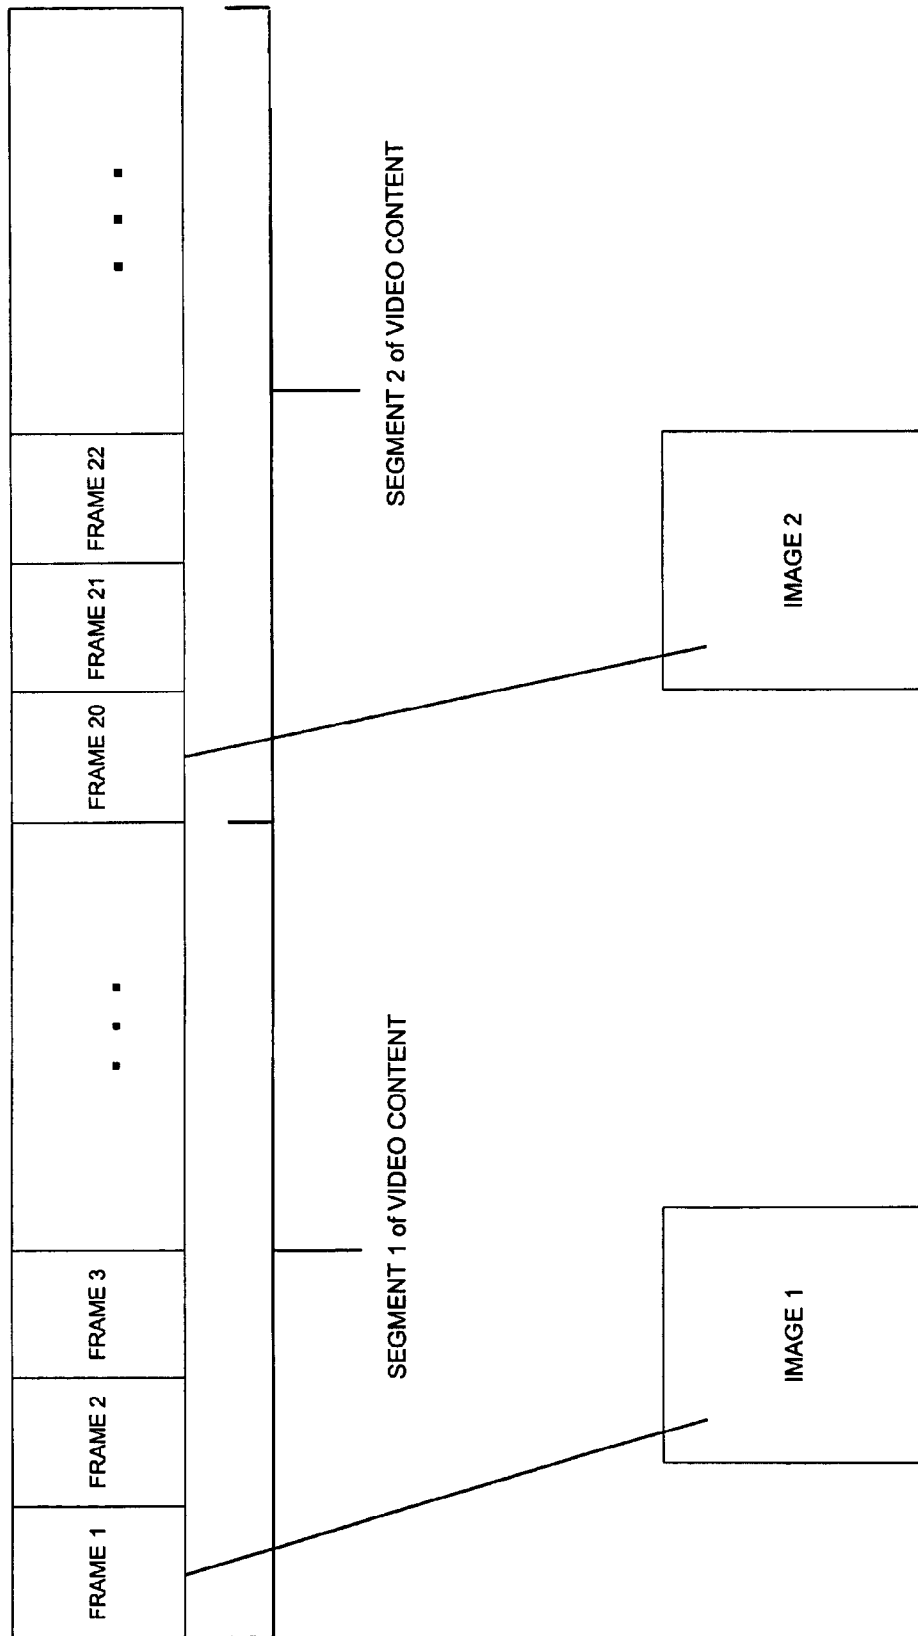 FRAME 1
FRAME 2
FRAME 3
. . .
FRAME 20
FRAME 21
FRAME 22
. . .
SEGMENT 1 of VIDEO CONTENT
SEGMENT 2 of VIDEO CONTENT
IMAGE 1
IMAGE 2